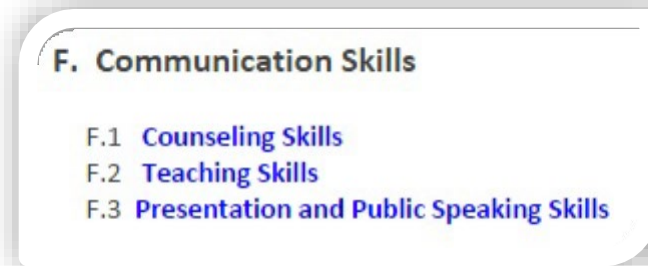 F. Communication Skills
F.1 Counseling Skills
F.2 Teaching Skills
F.3 Presentation and Public Speaking Skills